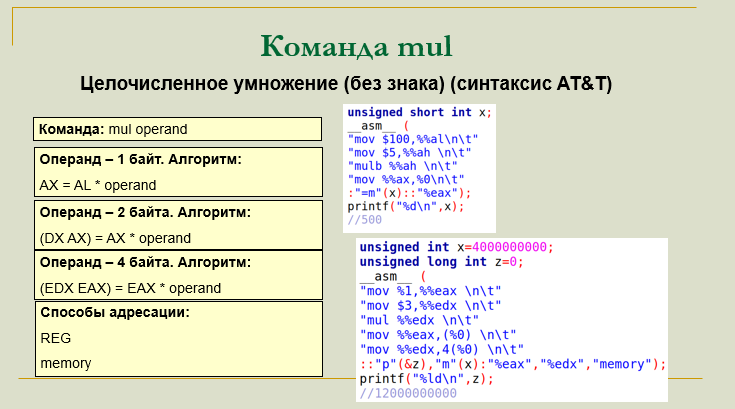 Команда mul
Целочисленное умножение (без знака) (синтаксис AT&T)
Команда: mul operand
Операнд – 1 байт. Алгоритм:
AX = AL * operand
Операнд – 2 байта. Алгоритм:
(DX AX) = AX * operand
Операнд – 4 байта. Алгоритм:
(EDX EAX) = EAX * operand
Способы адресации:
REG
memory
unsigned short int x;
__asm__ (
"mov $100,%%al\n\t"
"mov $5,%%ah \n\t"
"mulb %%ah \n\t"
"mov %%ax,%0\n\t"
:"=m"(x)::"%eax");
printf("%d\n",x);
//500
unsigned int x=4000000000;
unsigned long int z=0;
__asm__ (
"mov %1,%%eax \n\t"
"mov $3,%%edx \n\t"
"mul %%edx \n\t"
"mov %%eax,(%0) \n\t"
"mov %%edx,4(%0) \n\t"
::"p"(&z),"m"(x):"%eax","%edx","memory");
printf("%ld\n",z);
//12000000000